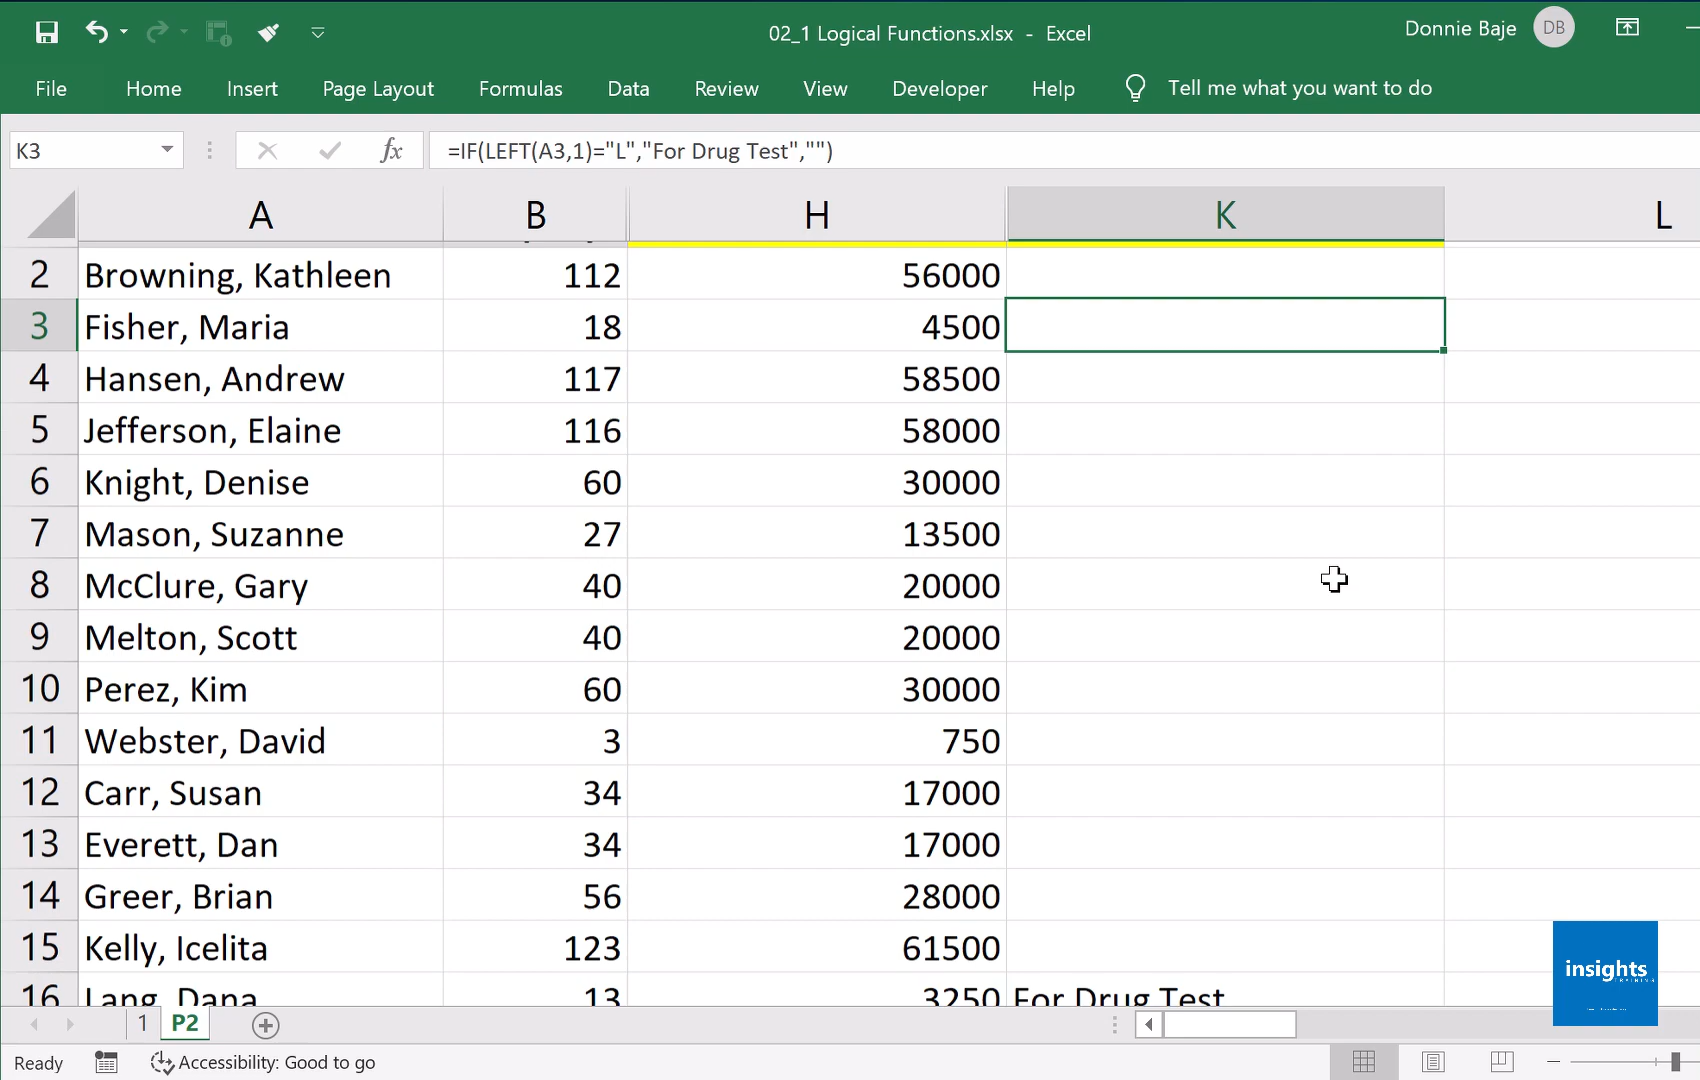 02_1 Logical Functions.xlsx - Excel
Donnie Baje DB
File Home Insert Page Layout Formulas Data Review View Developer Help Tell me what you want to do
K3 fx =IF(LEFT(A3,1)="L","For Drug Test","")
A B H K L
2 Browning, Kathleen 112 56000
3 Fisher, Maria 18 4500
4 Hansen, Andrew 117 58500
5 Jefferson, Elaine 116 58000
6 Knight, Denise 60 30000
7 Mason, Suzanne 27 13500
8 McClure, Gary 40 20000
9 Melton, Scott 40 20000
10 Perez, Kim 60 30000
11 Webster, David 3 750
12 Carr, Susan 34 17000
13 Everett, Dan 34 17000
14 Greer, Brian 56 28000
15 Kelly, Icelita 123 61500
16 Lang, Dana 13 3250 For Drug Test
insights
1 P2
Ready Accessibility: Good to go